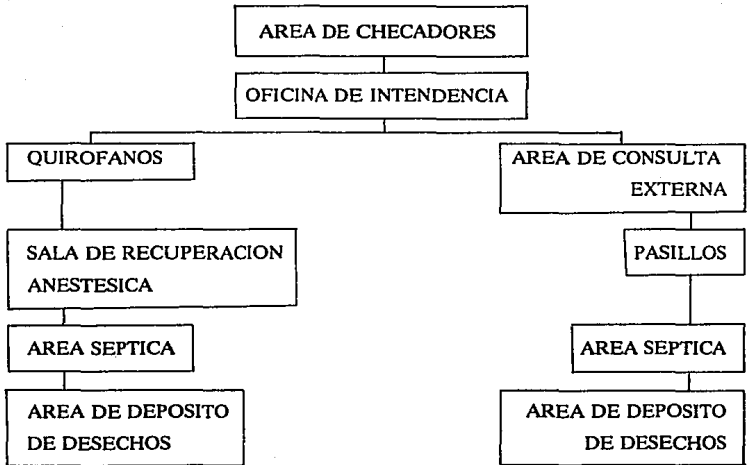 AREA DE CHECADORES
OFICINA DE INTENDENCIA
QUIROFANOS
AREA DE CONSULTA
EXTERNA
SALA DE RECUPERACION
ANESTESICA
PASILLOS
AREA SEPTICA
AREA SEPTICA
AREA DE DEPOSITO
DE DESECHOS
AREA DE DEPOSITO
DE DESECHOS